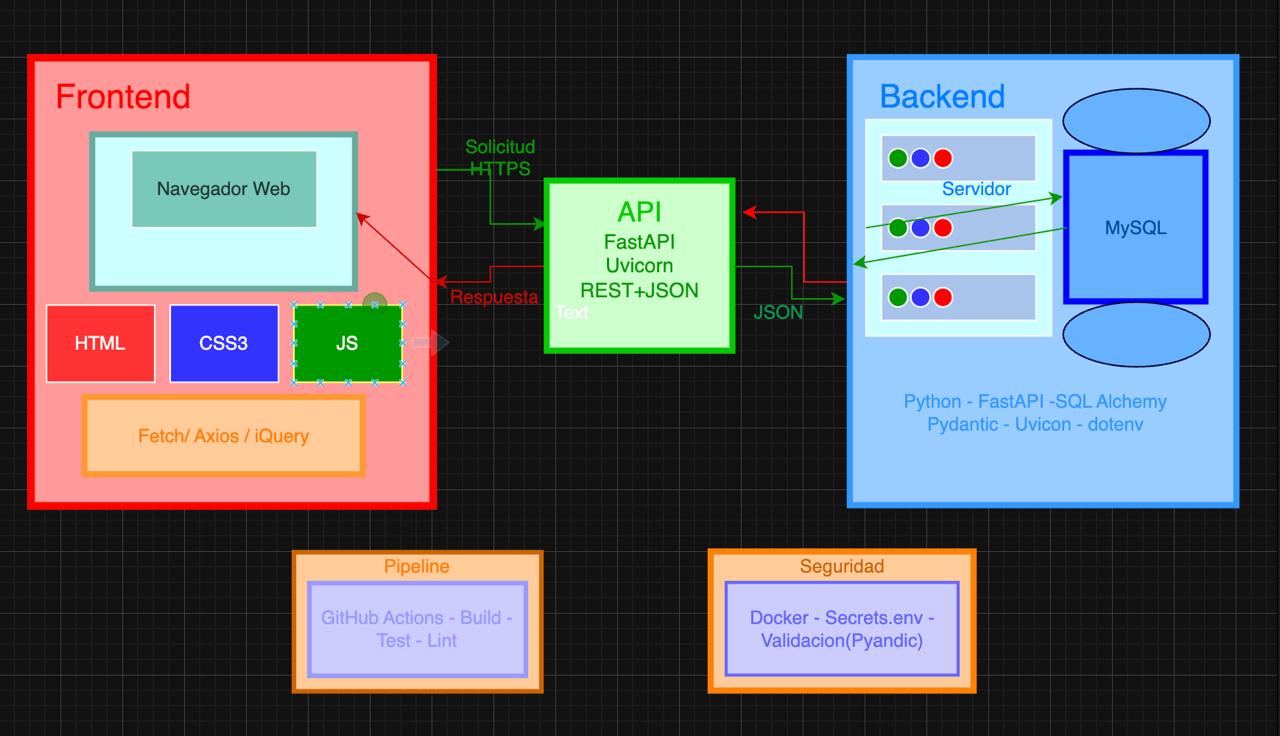 Frontend
Navegador Web
HTML
CSS3
JS
Fetch/ Axios / iQuery
Solicitud
HTTPS
Respuesta
API
FastAPI
Uvicorn
REST+JSON
Text
JSON
Backend
Servidor
MySQL
Python - FastAPI -SQL Alchemy
Pydantic - Uvicon - dotenv
Pipeline
GitHub Actions - Build -
Test - Lint
Seguridad
Docker - Secrets.env -
Validacion(Pyandic)